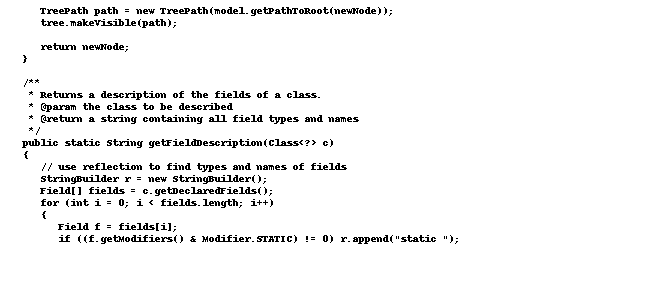 TreePath path = new TreePath(model.getPathToRoot(newNode));
tree.makeVisible(path);
return newNode;
}
/**
* Returns a description of the fields of a class.
* @param the class to be described
* @return a string containing all field types and names
*/
public static String getFieldDescription(Class<?> c)
{
// use reflection to find types and names of fields
StringBuilder r = new StringBuilder();
Field[] fields = c.getDeclaredFields();
for (int i = 0; i < fields.length; i++)
{
Field f = fields[i];
if ((f.getModifiers() & Modifier.STATIC) != 0) r.append("static ");